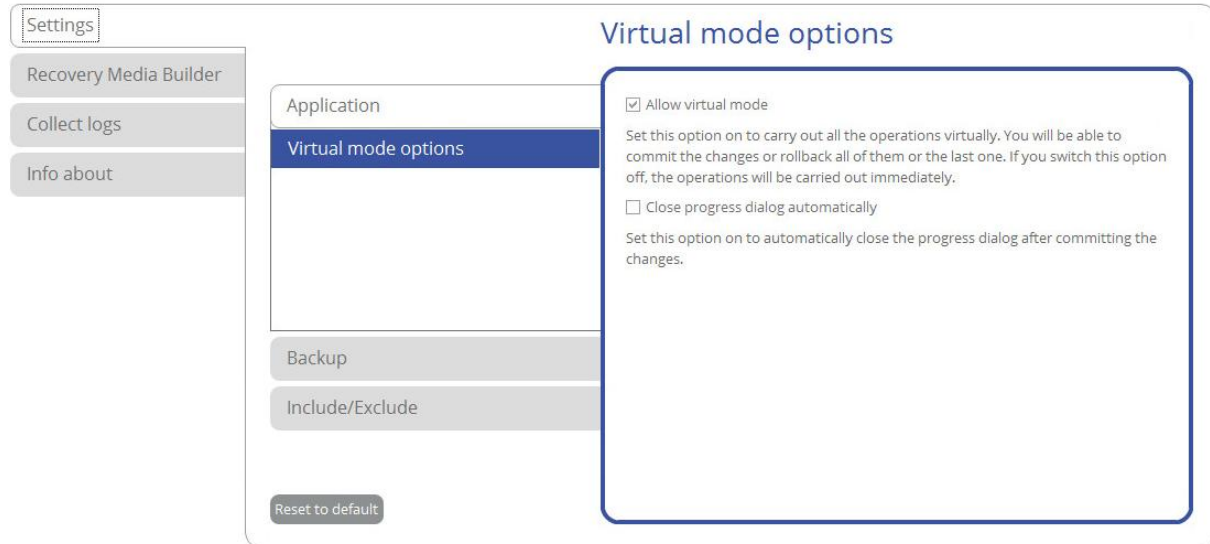 Settings
Recovery Media Builder
Collect logs
Info about
Application
Virtual mode options
Backup
Include/Exclude
Reset to default
Virtual mode options
Allow virtual mode
Set this option on to carry out all the operations virtually. You will be able to
commit the changes or rollback all of them or the last one. If you switch this option
off, the operations will be carried out immediately.
Close progress dialog automatically
Set this option on to automatically close the progress dialog after committing the
changes.